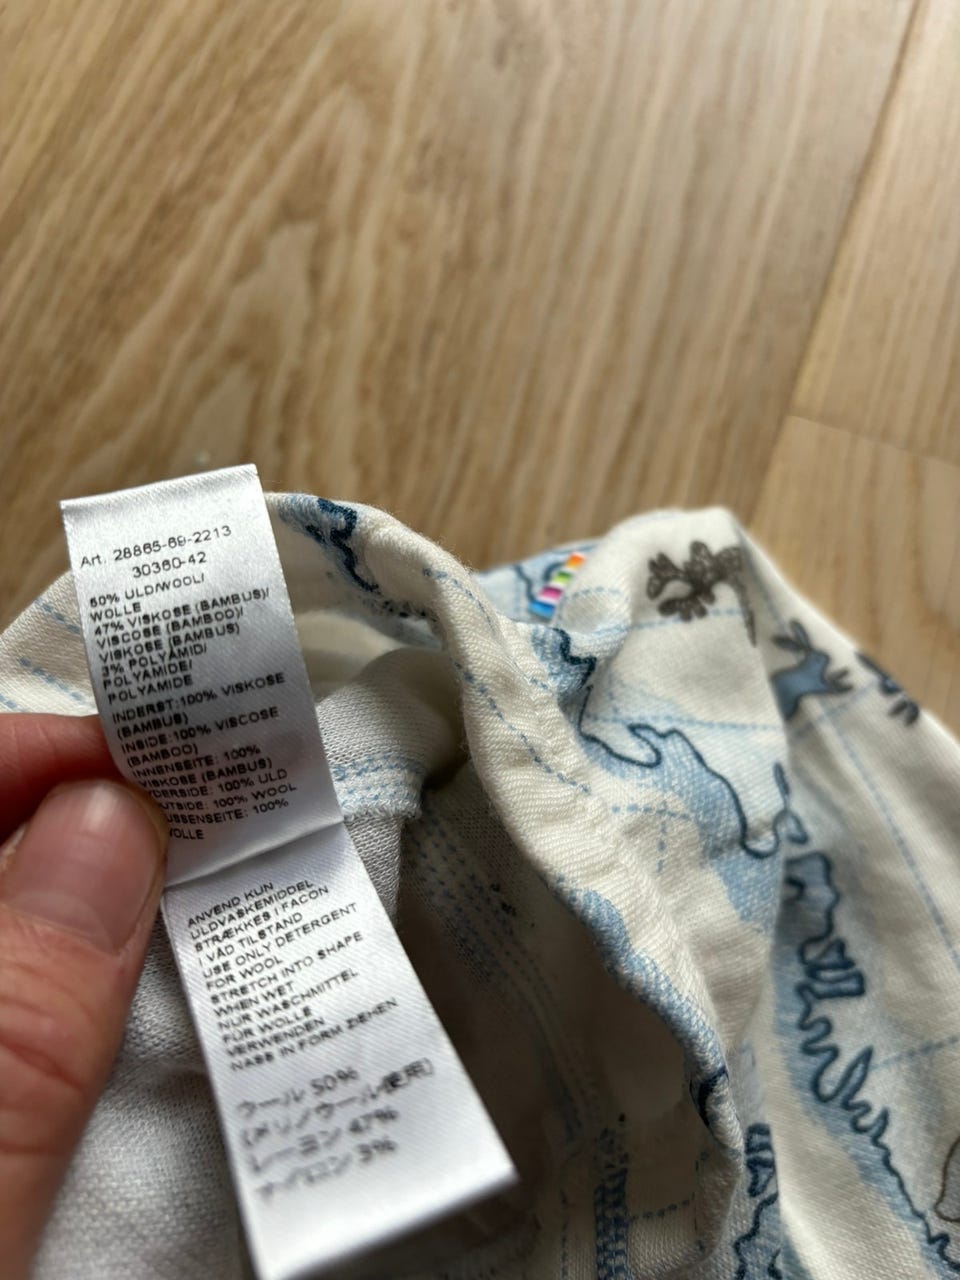 Art. 28865-69-2213
30360-42
50% ULD/WOOL/
WOLLE
47% VISKOSE (BAMBUS)/
VISCOSE (BAMBOO)/
VISKOSE (BAMBUS)
3% POLYAMID/
POLYAMIDE/
POLYAMIDE
INDERST:100% VISKOSE
(BAMBUS)
INSIDE:100% VISCOSE
(BAMBOO)
INNENSEITE: 100%
VISKOSE (BAMBUS)
YDERSIDE: 100% ULD
UTSIDE: 100% WOOL
USSENSEITE: 100%
WOLLE
ANVEND KUN
ULDVASKEMIDDEL
STRÆKKES I FACON
I VÅD TILSTAND
USE ONLY DETERGENT
FOR WOOL
STRETCH INTO SHAPE
WHEN WET
NUR WASCHMITTEL
FÜR WOLLE
VERWENDEN
NASS IN FORM ZIEHEN
ウール 50%
(メリノウール使用)
レーヨン 47%
ナイロン 3%